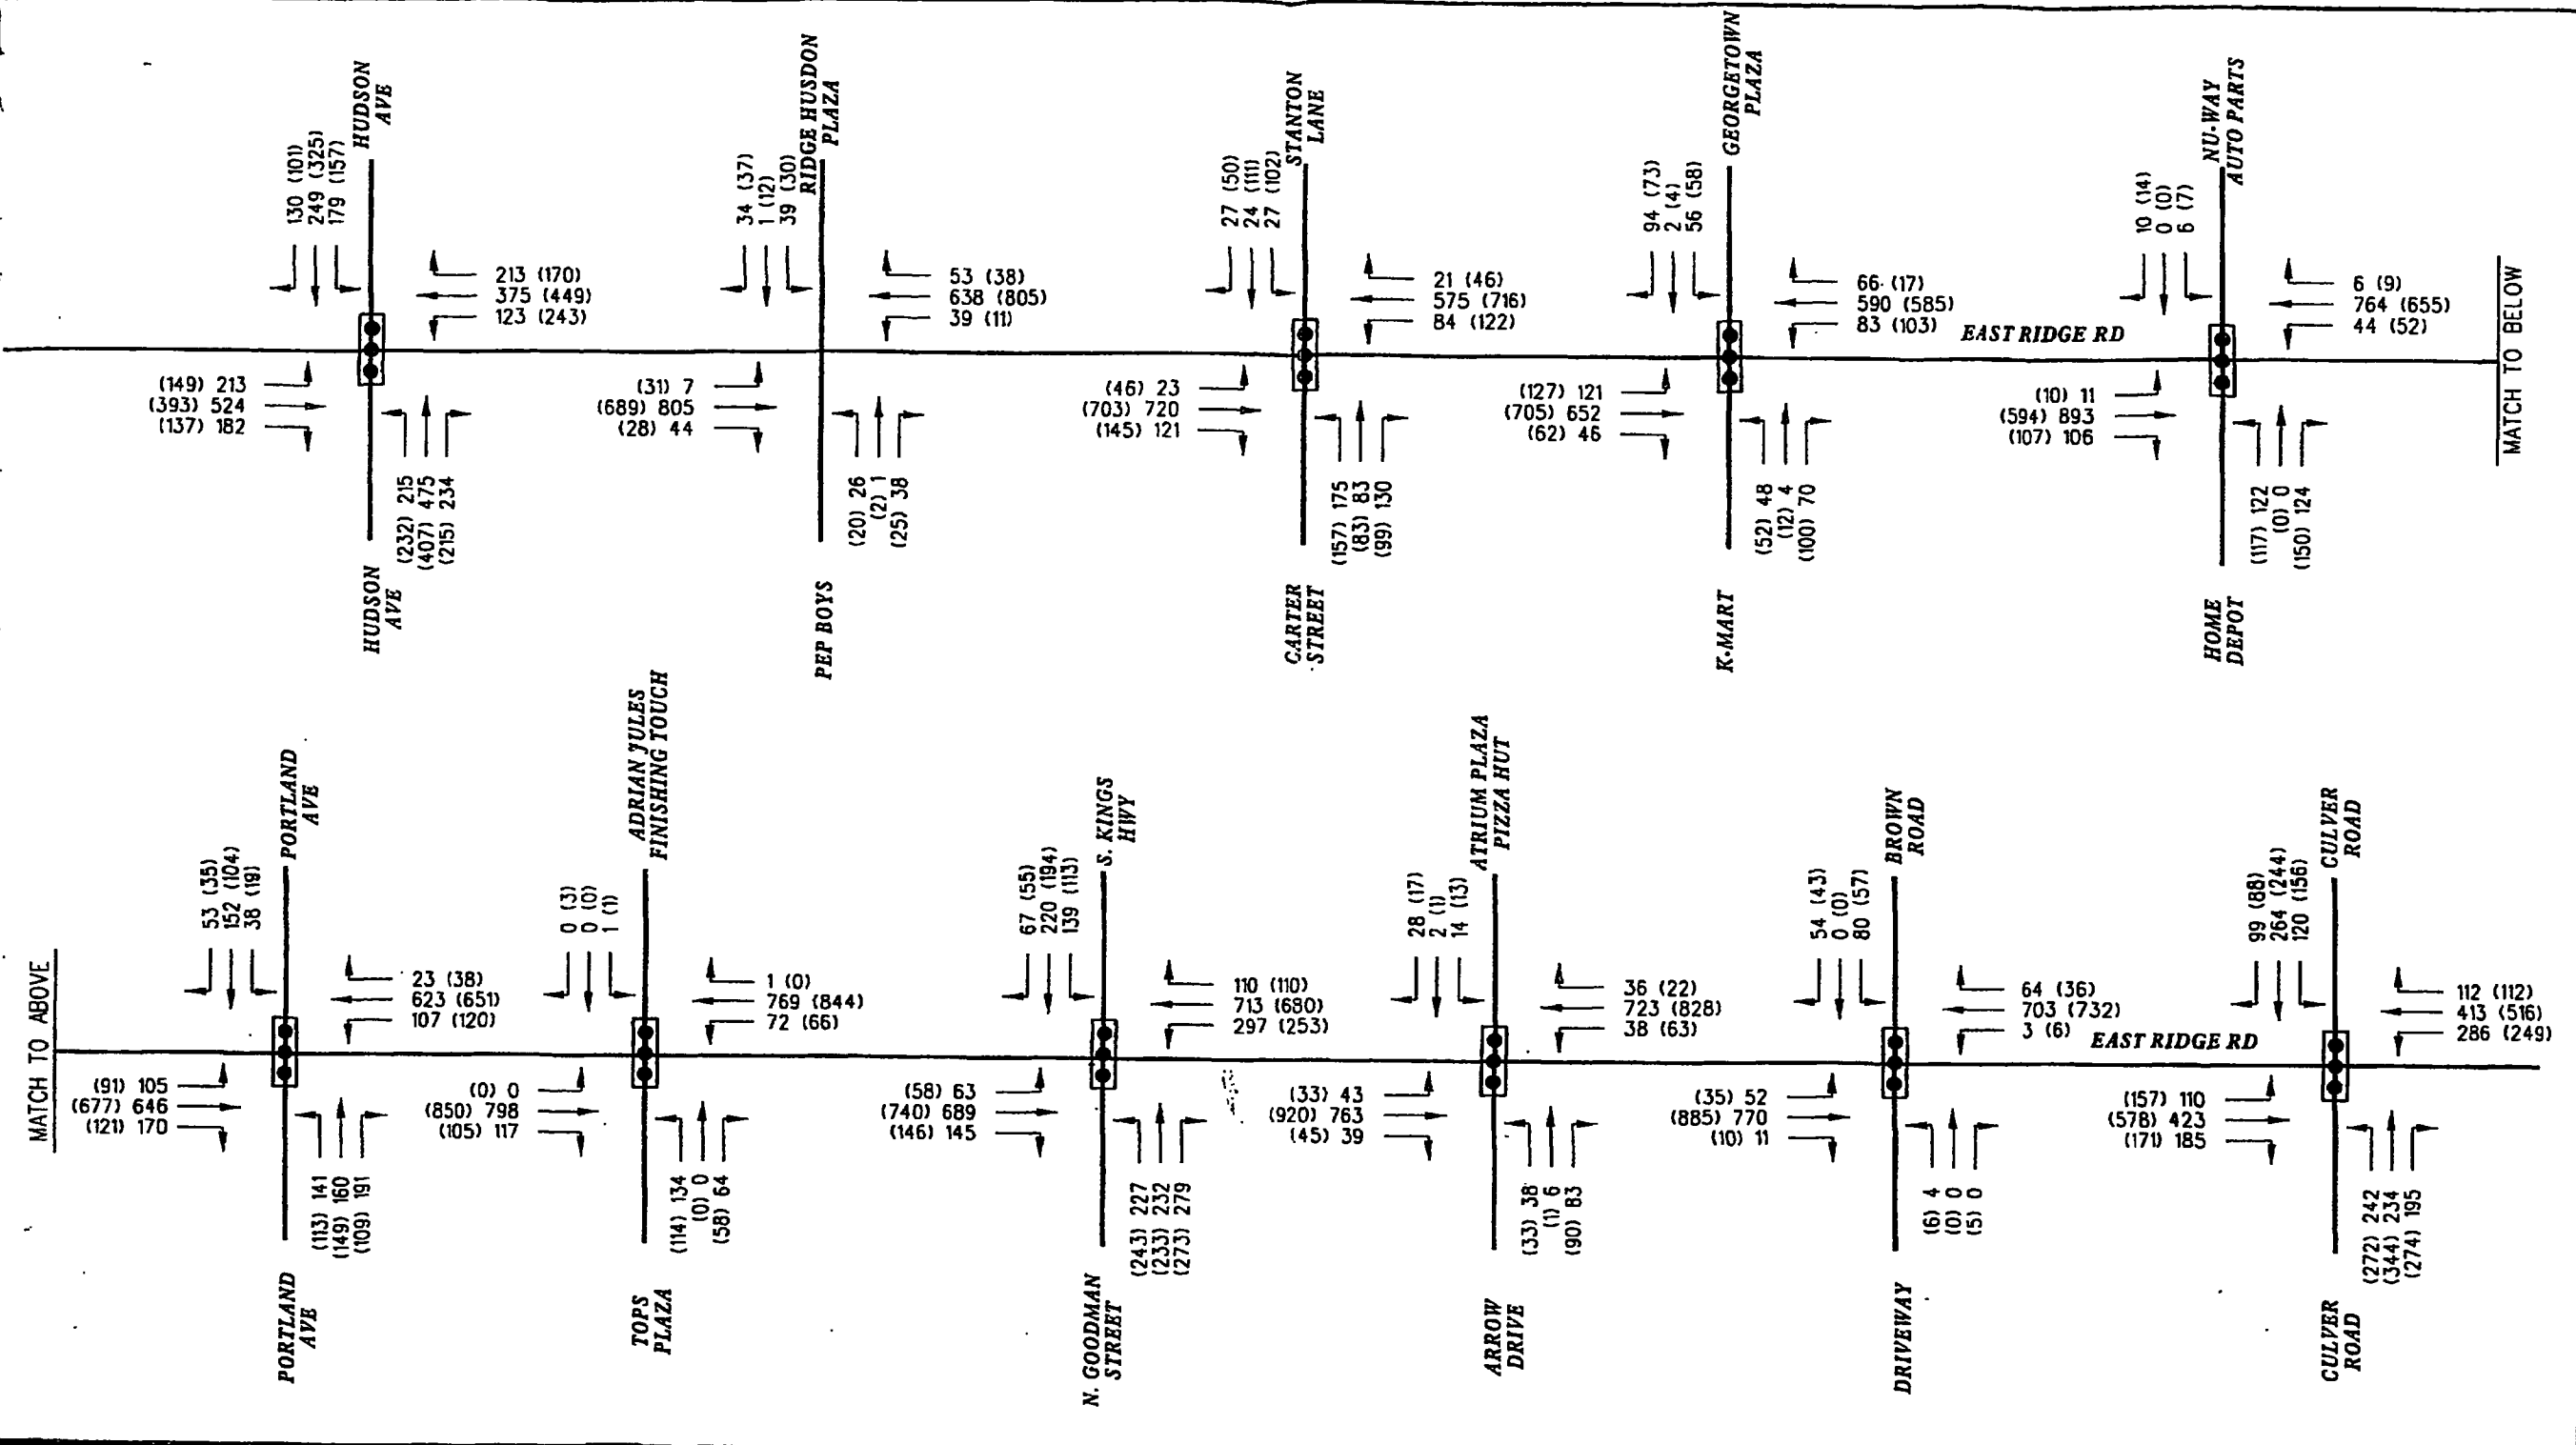 HUDSON
AVE
130 (101)
249 (325)
179 (157)
213 (170)
375 (449)
123 (243)
(149) 213
(393) 524
(137) 182
(232) 215
(407) 475
(215) 234
HUDSON
AVE
RIDGE HUSDON
PLAZA
34 (37)
1 (12)
39 (30)
53 (38)
638 (805)
39 (11)
(31) 7
(689) 805
(28) 44
(20) 26
(2) 1
(25) 38
PEP BOYS
STANTON
LANE
27 (50)
24 (111)
27 (102)
21 (46)
575 (716)
84 (122)
(46) 23
(703) 720
(145) 121
(157) 175
(83) 83
(99) 130
CARTER
STREET
GEORGETOWN
PLAZA
94 (73)
2 (4)
56 (58)
66 (17)
590 (585)
83 (103)
(127) 121
(705) 652
(62) 46
(52) 48
(12) 4
(100) 70
K-MART
EAST RIDGE RD
NU-WAY
AUTO PARTS
10 (14)
0 (0)
6 (7)
6 (9)
764 (655)
44 (52)
(10) 11
(594) 893
(107) 106
(117) 122
(0) 0
(150) 124
HOME
DEPOT
MATCH TO BELOW
MATCH TO ABOVE
PORTLAND
AVE
53 (35)
152 (104)
38 (19)
23 (38)
623 (651)
107 (120)
(91) 105
(677) 646
(121) 170
(113) 141
(149) 160
(109) 191
PORTLAND
AVE
ADRIAN JULES
FINISHING TOUCH
0 (3)
0 (0)
1 (1)
1 (0)
769 (844)
72 (66)
(0) 0
(850) 798
(105) 117
(114) 134
(0) 0
(58) 64
TOPS
PLAZA
S. KINGS
HWY
67 (55)
220 (194)
139 (113)
110 (110)
713 (680)
297 (253)
(58) 63
(740) 689
(146) 145
(243) 227
(233) 232
(273) 279
N. GOODMAN
STREET
ATRIUM PLAZA
PIZZA HUT
28 (17)
2 (1)
14 (13)
36 (22)
723 (828)
38 (63)
(33) 43
(920) 763
(45) 39
(33) 38
(1) 6
(90) 83
ARROW
DRIVE
BROWN
ROAD
54 (43)
0 (0)
80 (57)
64 (36)
703 (732)
3 (6)
(35) 52
(885) 770
(10) 11
(6) 4
(0) 0
(5) 0
DRIVEWAY
EAST RIDGE RD
CULVER
ROAD
99 (88)
264 (244)
120 (156)
112 (112)
413 (516)
286 (249)
(157) 110
(578) 423
(171) 185
(272) 242
(344) 234
(274) 195
CULVER
ROAD